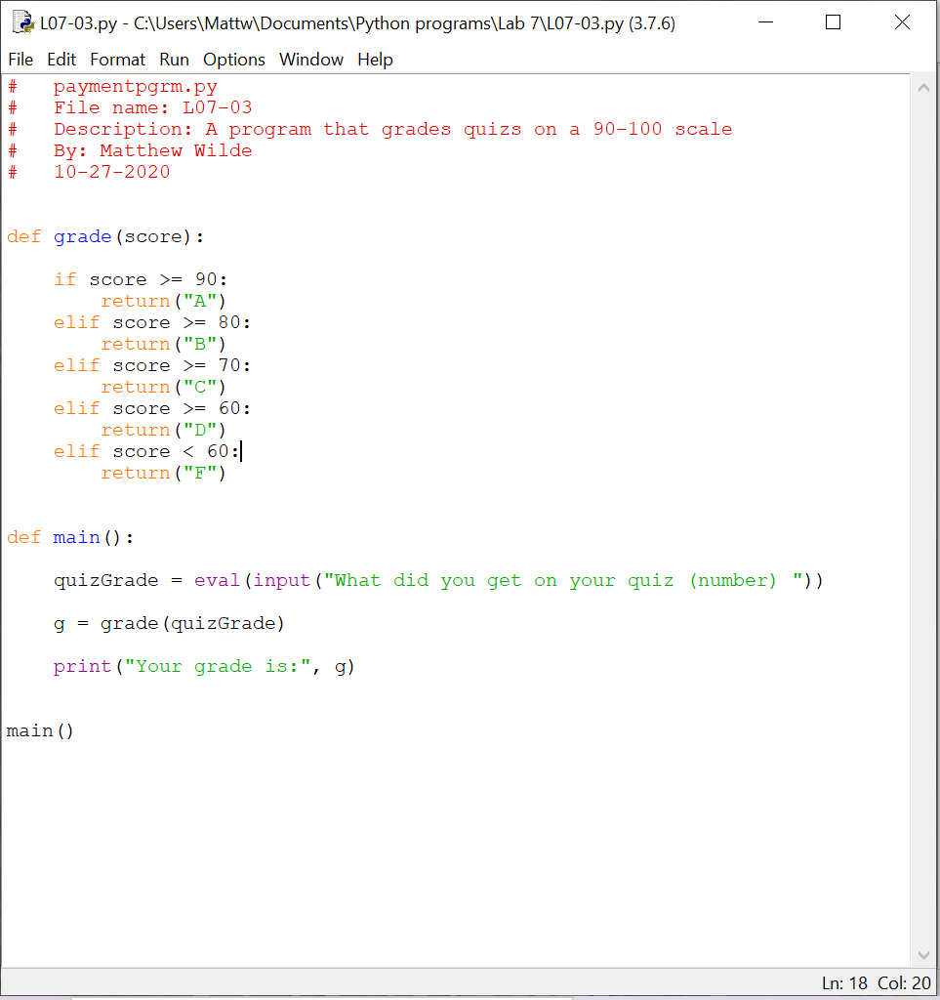 L07-03.py - C:\Users\Mattw\Documents\Python programs\Lab 7\L07-03.py (3.7.6)
File Edit Format Run Options Window Help
#   paymentpgrm.py
#   File name: L07-03
#   Description: A program that grades quizs on a 90-100 scale
#   By: Matthew Wilde
#   10-27-2020
def grade(score):
    if score >= 90:
        return("A")
    elif score >= 80:
        return("B")
    elif score >= 70:
        return("C")
    elif score >= 60:
        return("D")
    elif score < 60:
        return("F")
def main():
    quizGrade = eval(input("What did you get on your quiz (number) "))
    g = grade(quizGrade)
    print("Your grade is:", g)
main()
Ln: 18 Col: 20